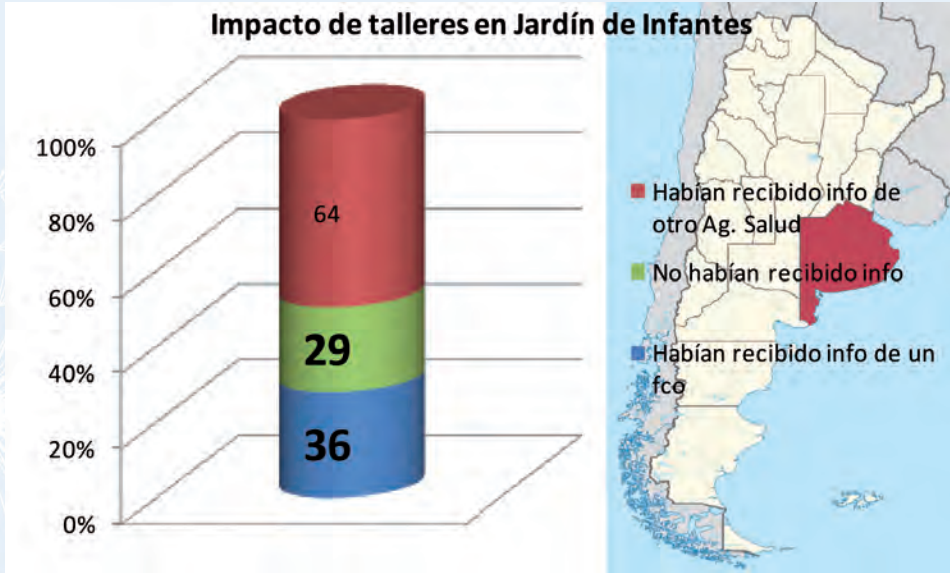 Impacto de talleres en Jardín de Infantes
100%
80%
60%
40%
20%
0%
64
29
36
Habían recibido info de
otro Ag. Salud
No habían recibido info
Habían recibido info de un
fco